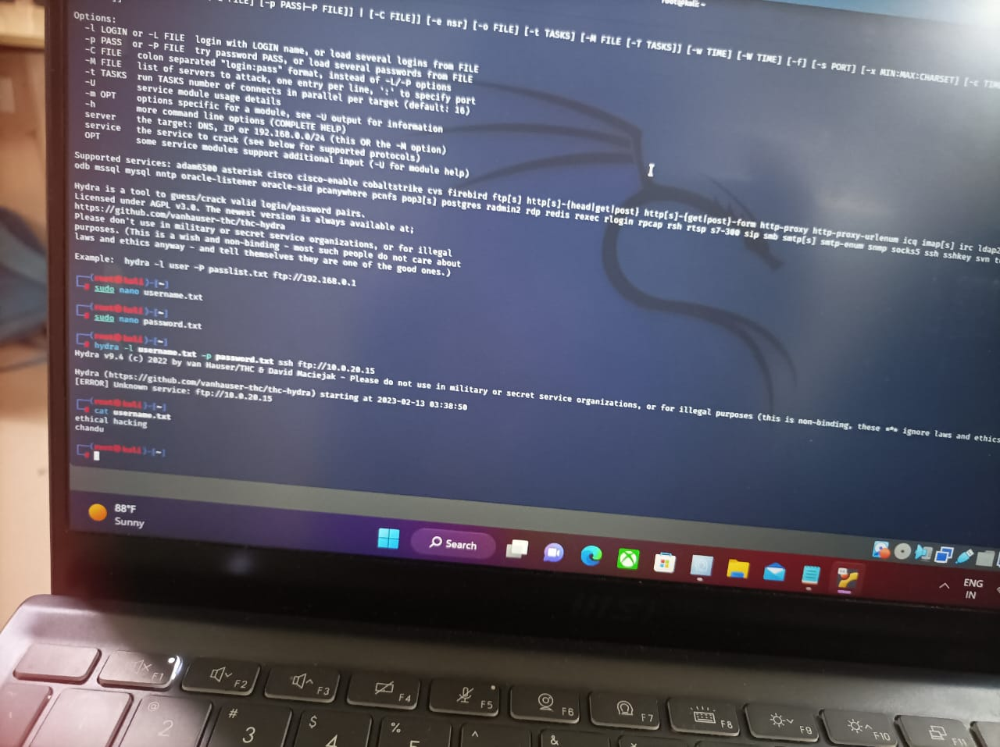 root@kali: ~
FILE] [-p PASS|-P FILE]] | [-C FILE]] [-e nsr] [-o FILE] [-t TASKS] [-M FILE [-T TASKS]] [-w TIME] [-W TIME] [-f] [-s PORT] [-x MIN:MAX:CHARSET] [-c TIME
Options:
-l LOGIN or -L FILE login with LOGIN name, or load several logins from FILE
-p PASS or -P FILE try password PASS, or load several passwords from FILE
-C FILE colon separated "login:pass" format, instead of -L/-P options
-M FILE list of servers to attack, one entry per line, ':' to specify port
-t TASKS run TASKS number of connects in parallel per target (default: 16)
-U service module usage details
-m OPT options specific for a module, see -U output for information
-h more command line options (COMPLETE HELP)
server the target: DNS, IP or 192.168.0.0/24 (this OR the -M option)
service the service to crack (see below for supported protocols)
OPT some service modules support additional input (-U for module help)
Supported services: adam6500 asterisk cisco cisco-enable cobaltstrike cvs firebird ftp[s] http[s]-{head|get|post} http[s]-{get|post}-form http-proxy http-proxy-urlenum icq imap[s] irc ldap2
odb mssql mysql nntp oracle-listener oracle-sid pcanywhere pcnfs pop3[s] postgres radmin2 rdp redis rexec rlogin rpcap rsh rtsp s7-300 sip smb smtp[s] smtp-enum snmp socks5 ssh sshkey svn t
Hydra is a tool to guess/crack valid login/password pairs.
Licensed under AGPL v3.0. The newest version is always available at;
https://github.com/vanhauser-thc/thc-hydra
Please don't use in military or secret service organizations, or for illegal
purposes. (This is a wish and non-binding - most such people do not care about
laws and ethics anyway - and tell themselves they are one of the good ones.)
Example: hydra -l user -P passlist.txt ftp://192.168.0.1
(root@kali)-[~]
# sudo nano username.txt
(root@kali)-[~]
# sudo nano password.txt
(root@kali)-[~]
# hydra -l username.txt -p password.txt ssh ftp://10.0.20.15
Hydra v9.4 (c) 2022 by van Hauser/THC & David Maciejak - Please do not use in military or secret service organizations, or for illegal purposes (this is non-binding, these *** ignore laws and ethics
Hydra (https://github.com/vanhauser-thc/thc-hydra) starting at 2023-02-13 03:38:50
[ERROR] Unknown service: ftp://10.0.20.15
(root@kali)-[~]
# cat username.txt
ethical hacking
chandu
(root@kali)-[~]
#
88°F
Sunny
Search
ENG
IN
msi
F1
F2
F3
F4
F5
F6
F7
F8
F9
F10
F11
@
2
#
3
$
4
%
5
^
&